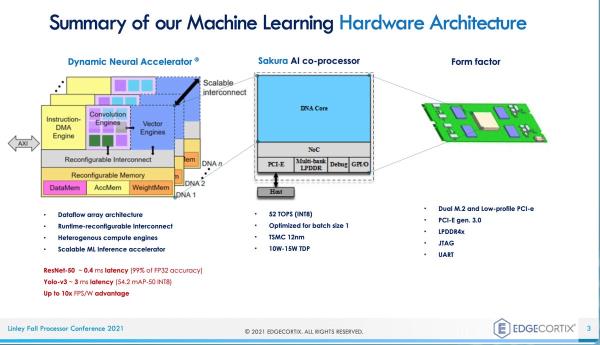 Summary of our Machine Learning Hardware Architecture
Dynamic Neural Accelerator ®
Scalable
interconnect
Instruction-
DMA
Engine
Convolution
Engines
Vector
Engines
AXI
Reconfigurable Interconnect
Reconfigurable Memory
DataMem
AccMem
WeightMem
Mem
Mem
DNA n
DNA 2
DNA 1
• Dataflow array architecture
• Runtime-reconfigurable Interconnect
• Heterogenous compute engines
• Scalable ML inference accelerator
ResNet-50 ~ 0.4 ms latency (99% of FP32 accuracy)
Yolo-v3 ~ 3 ms latency (54.2 mAP-50 INT8)
Up to 10x FPS/W advantage
Sakura AI co-processor
DNA Core
NoC
PCI-E
Multi-bank
LPDDR
Debug
GPI/O
Host
• 52 TOPS (INT8)
• Optimized for batch size 1
• TSMC 12nm
• 10W-15W TDP
Form factor
• Dual M.2 and Low-profile PCI-e
• PCI-E gen. 3.0
• LPDDR4x
• JTAG
• UART
Linley Fall Processor Conference 2021
© 2021 EDGECORTIX. ALL RIGHTS RESERVED.
EDGECORTIX®
3